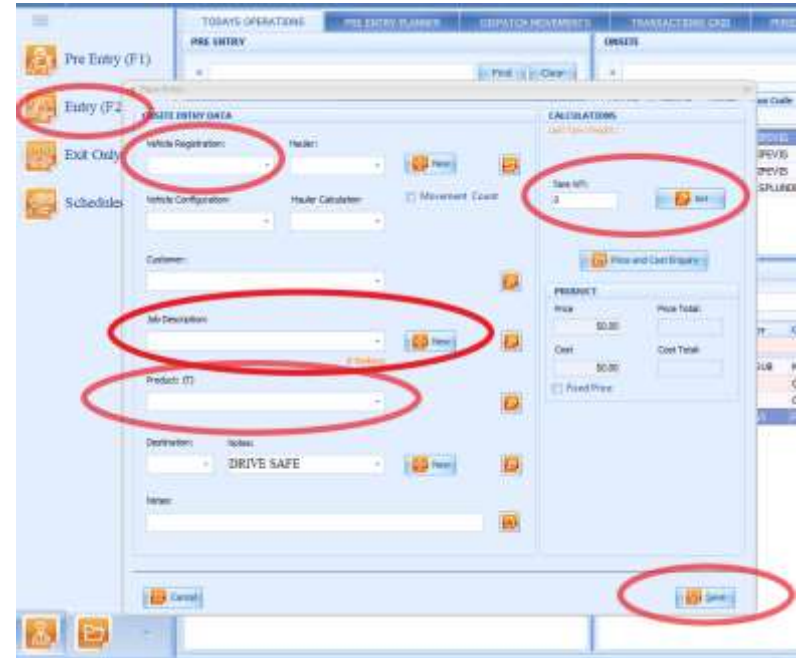 TODAYS OPERATIONS PRE ENTRY PLANNER DISPATCH MOVEMENTS TRANSACTIONS GRID
PRE ENTRY
ONSITE
Pre Entry (F1)
Find Clear
Entry (F2
Exit Only
Schedules
ONSITE ENTRY DATA
Vehicle Registration: Hauler:
New
Vehicle Configuration: Hauler Calculation:
Movement Count
Customer:
Job Description:
New
Product: (T)
Destination: Notes:
DRIVE SAFE
New
Notes:
Cancel
CALCULATIONS
Tare (kT):
Set
Price and Cost Enquiry
PRODUCT
Price Price Total:
$0.00
Cost Cost Total:
$0.00
Fixed Price
Save